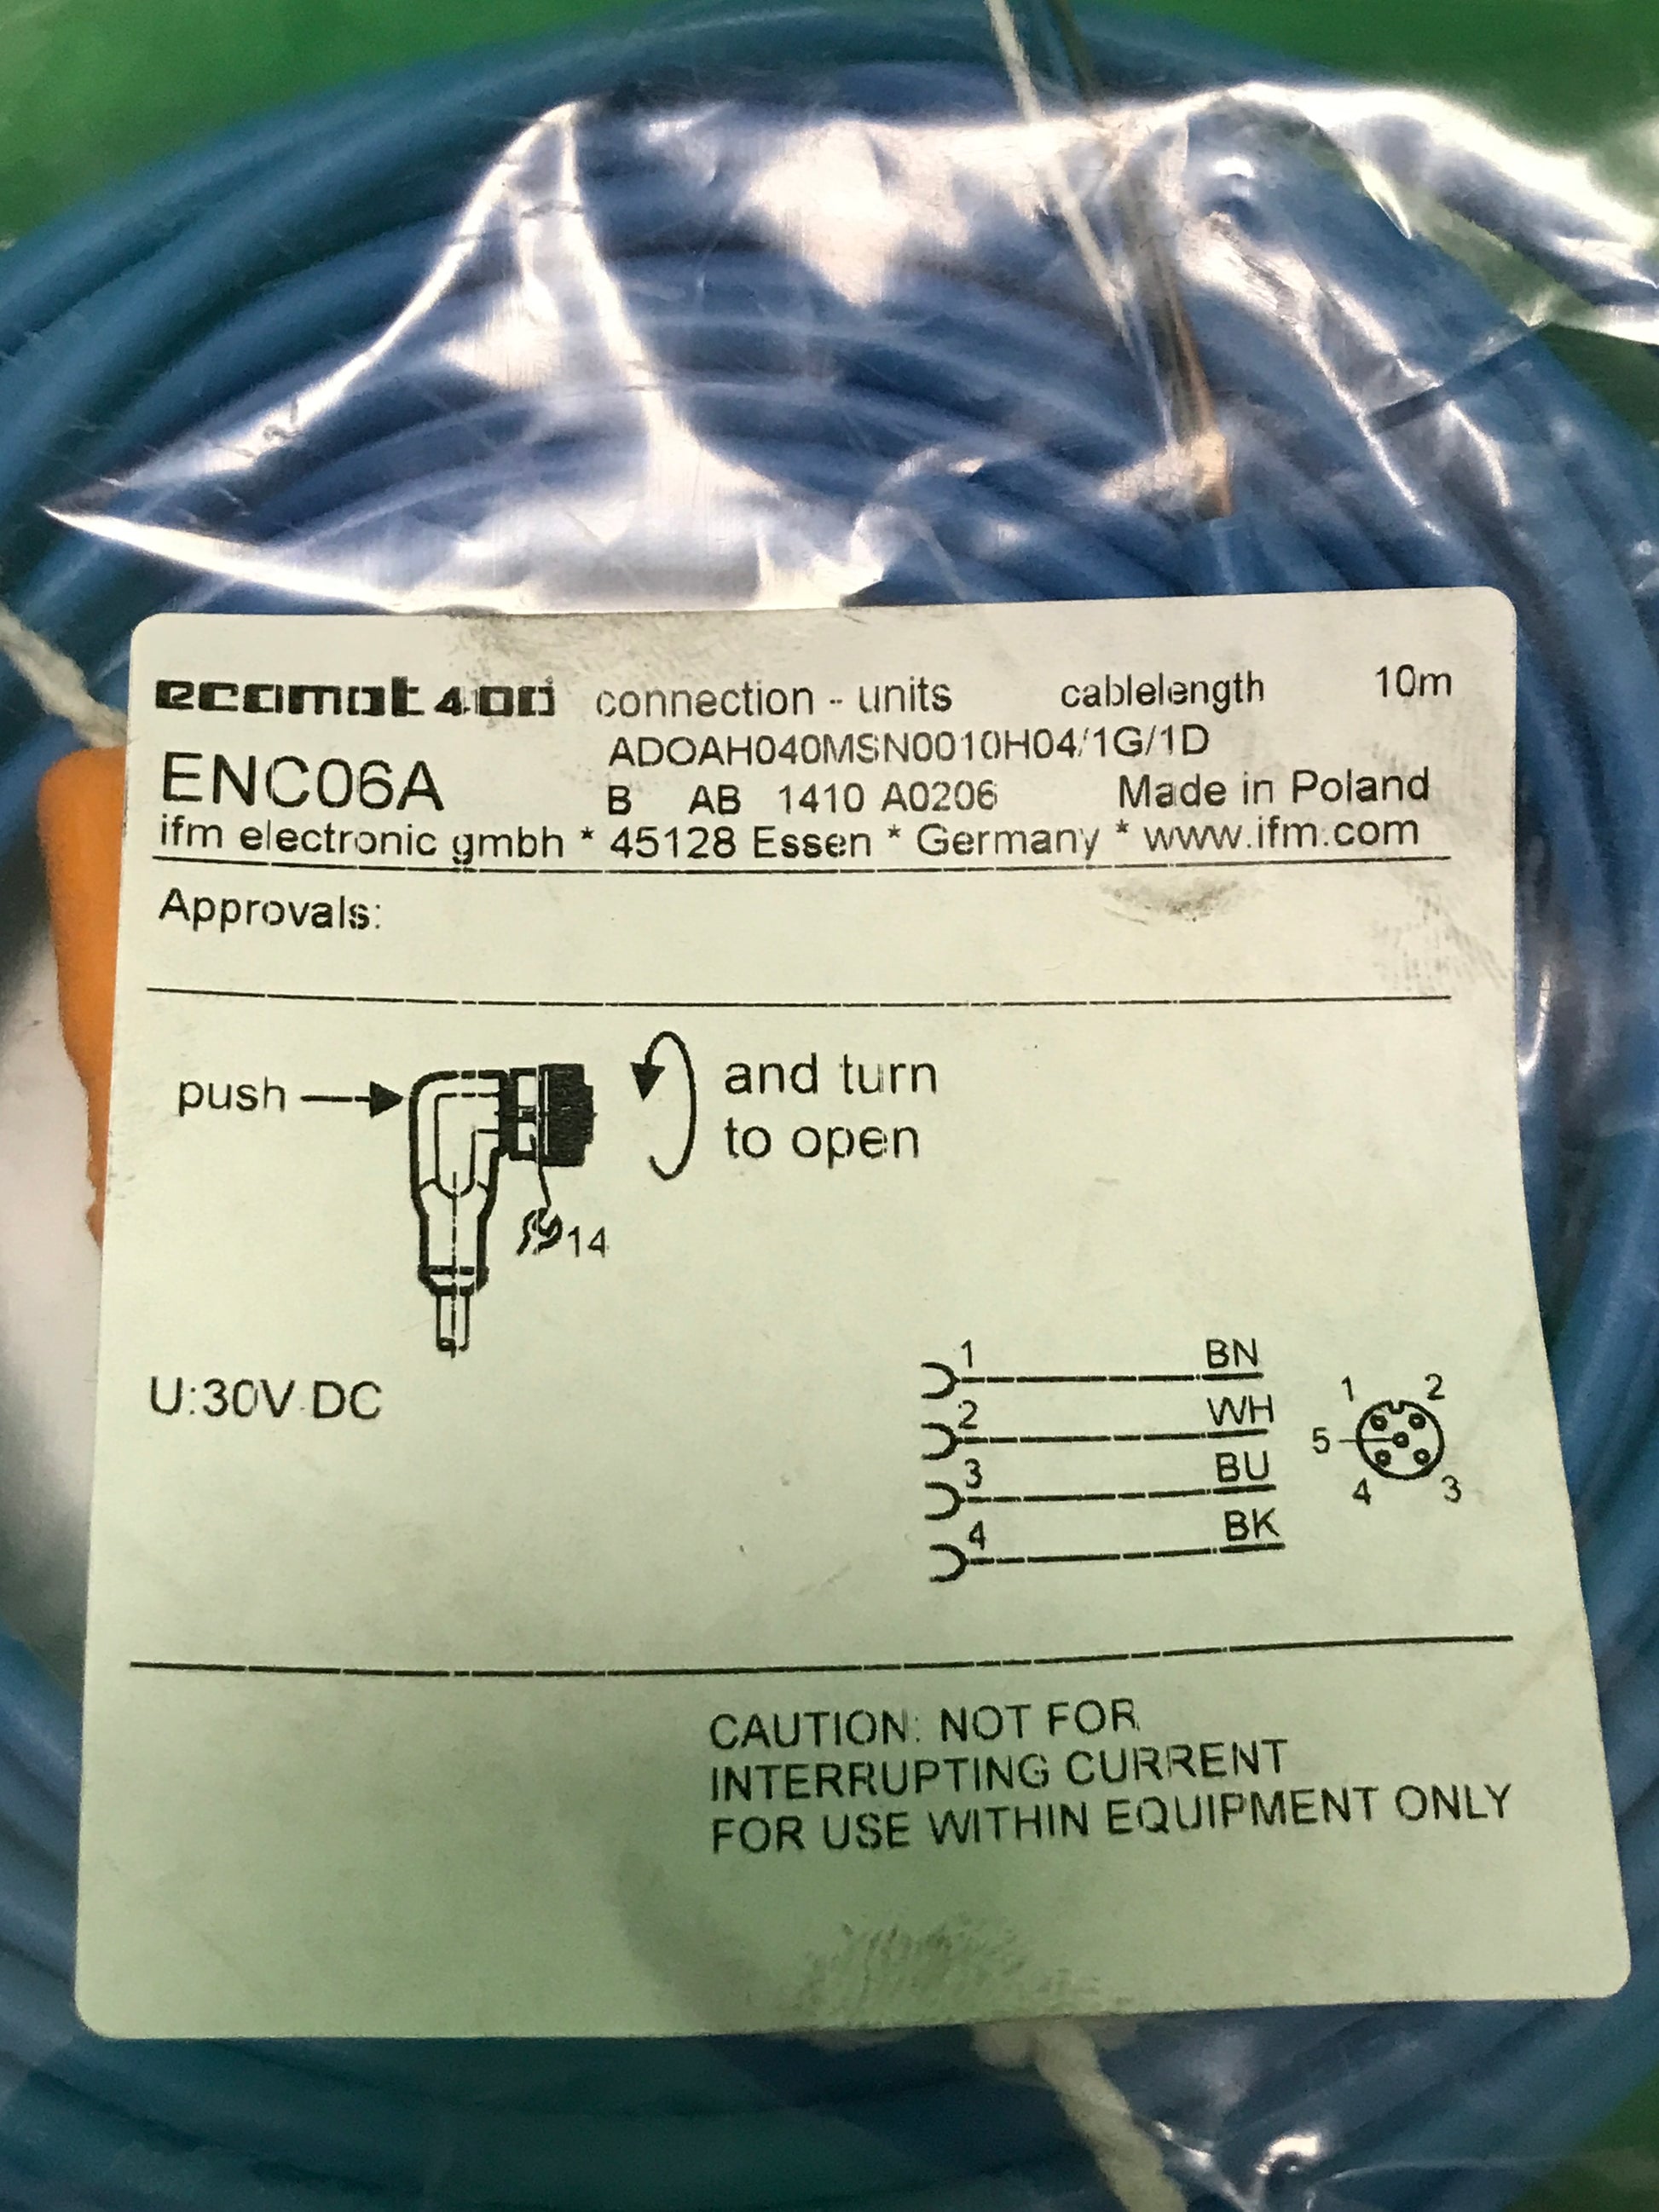 ecomat 400 connection - units cablelength 10m
ADOAH040MSN0010H04/1G/1D
ENC06A B AB 1410 A0206 Made in Poland
ifm electronic gmbh * 45128 Essen * Germany * www.ifm.com
Approvals:
push and turn
to open
14
U:30V DC
1 BN
2 WH
3 BU
4 BK
1 2
5
4 3
CAUTION: NOT FOR
INTERRUPTING CURRENT
FOR USE WITHIN EQUIPMENT ONLY